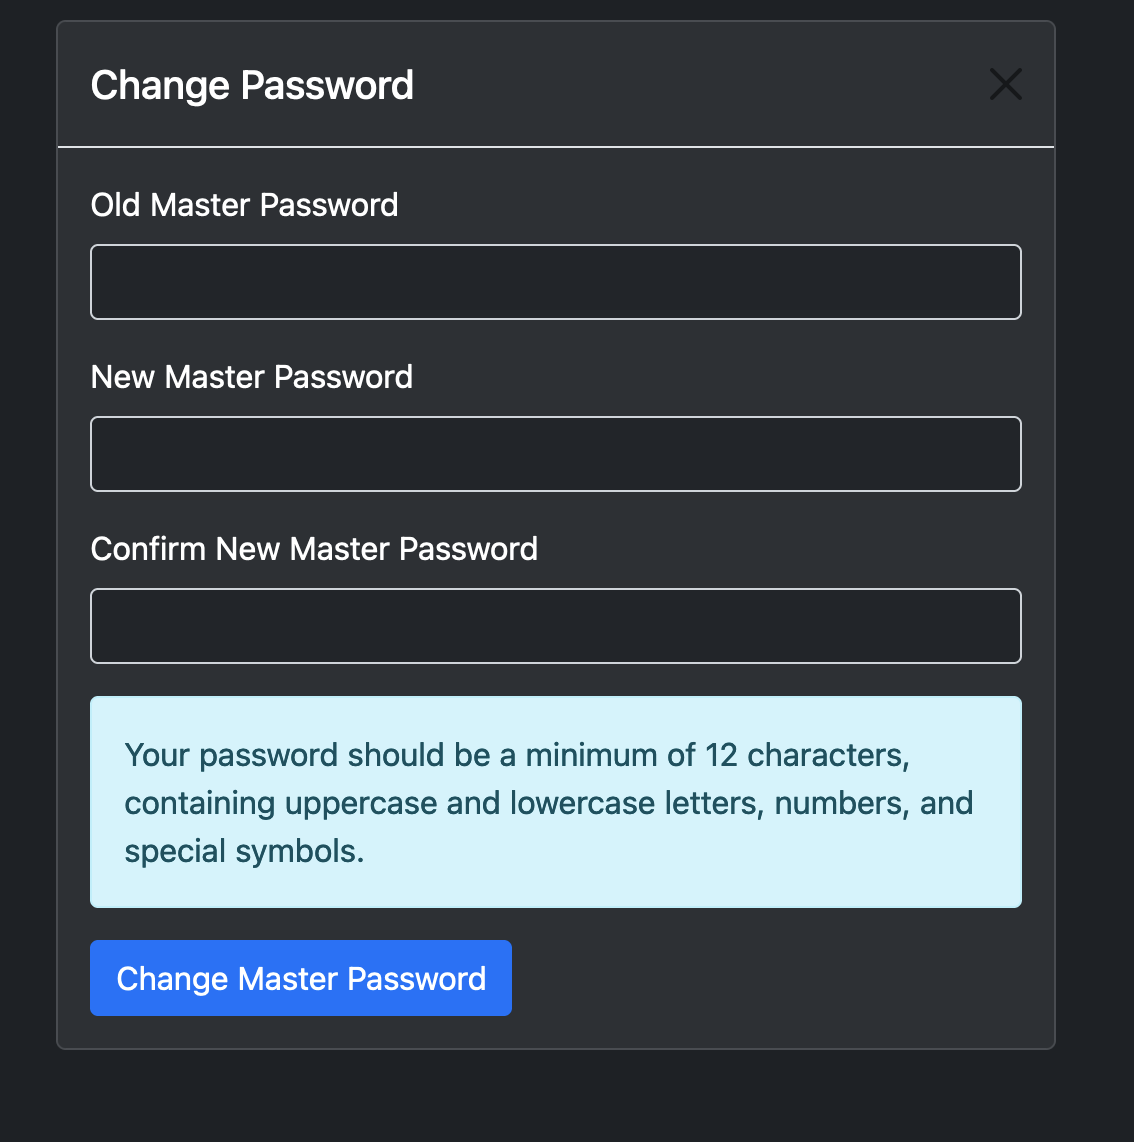 Change Password
Old Master Password
New Master Password
Confirm New Master Password
Your password should be a minimum of 12 characters,
containing uppercase and lowercase letters, numbers, and
special symbols.
Change Master Password